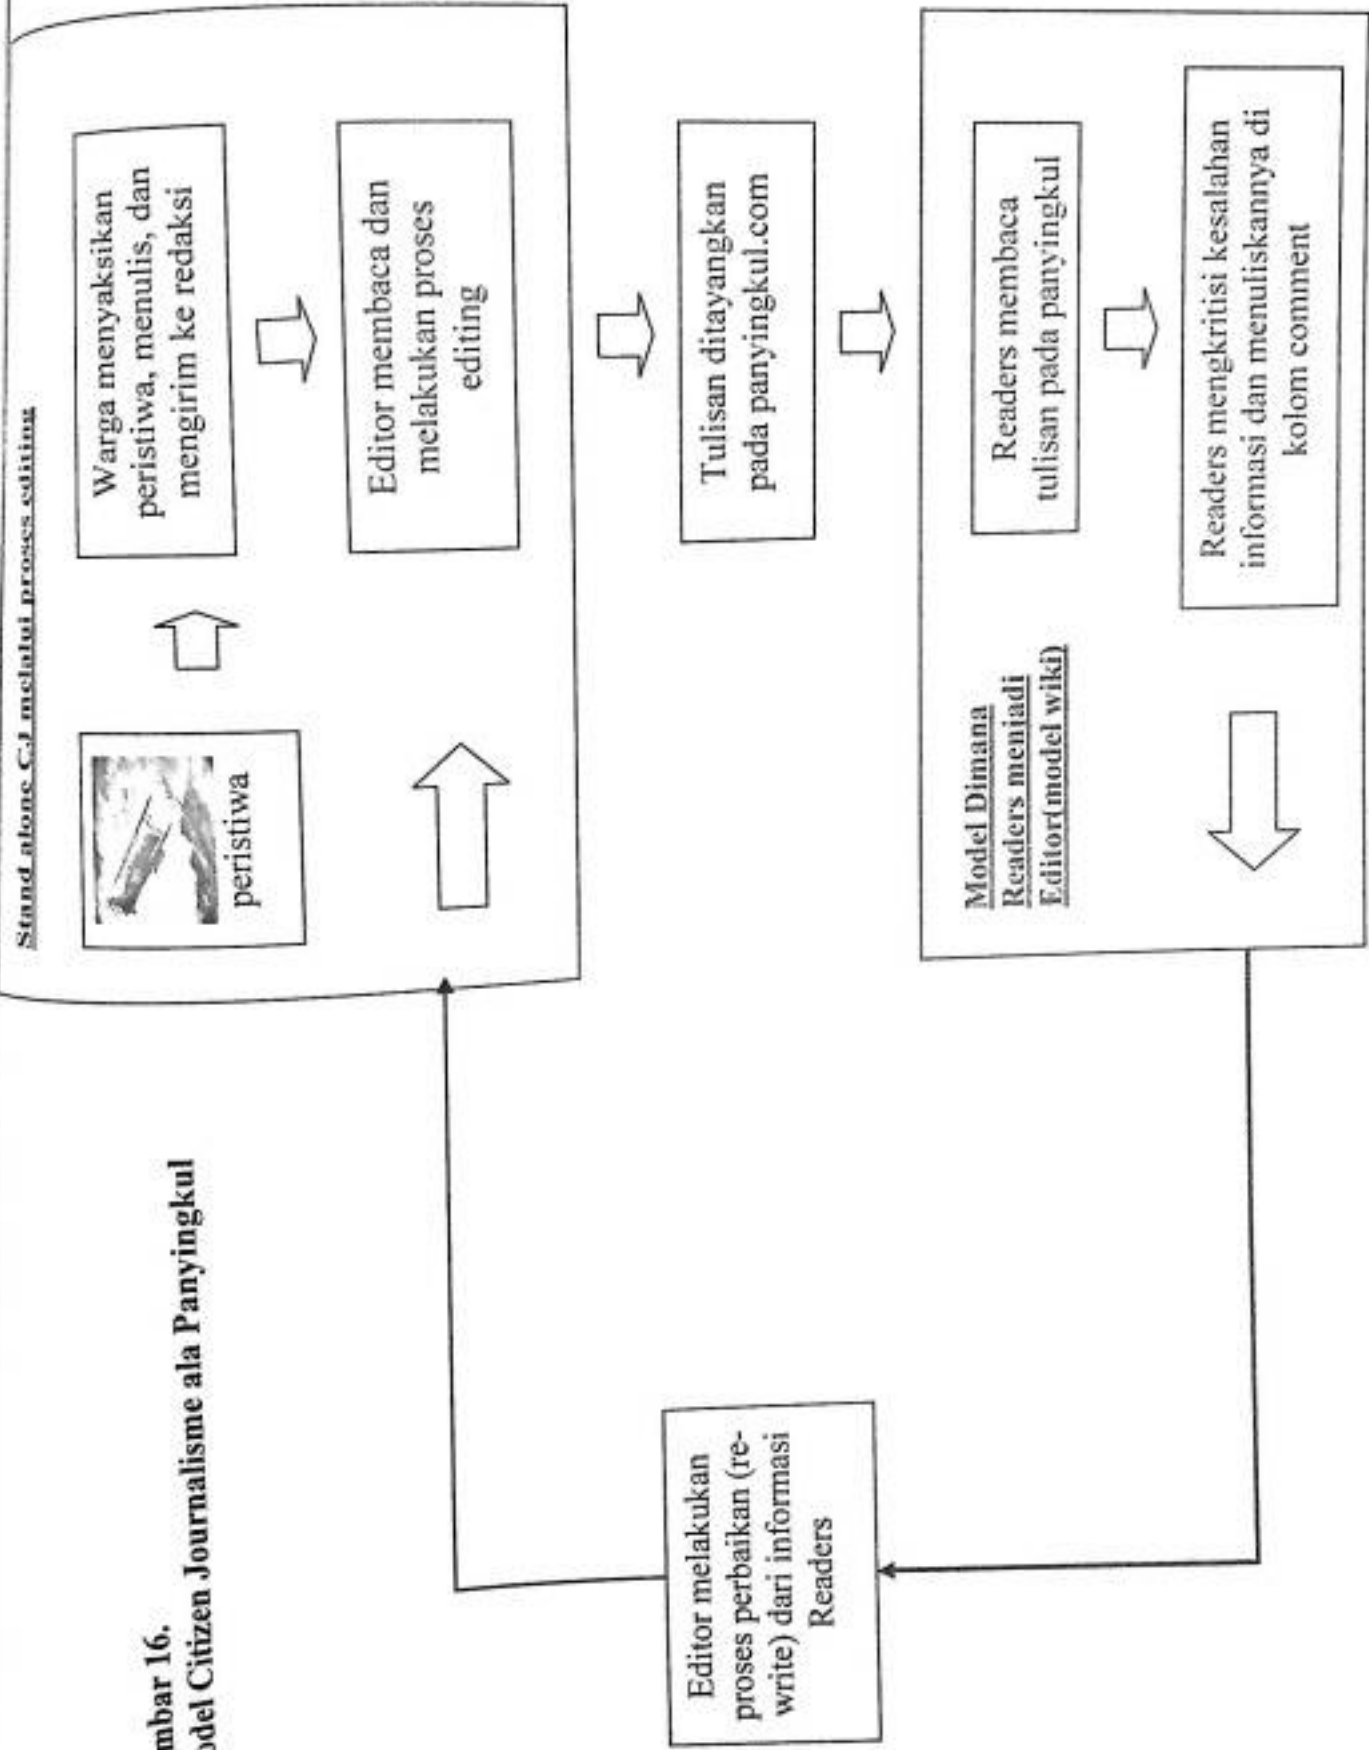 mbar 16.
odel Citizen Journalisme ala Panyingkul
Stand alone CJ melalui proses editing
peristiwa
Warga menyaksikan
peristiwa, menulis, dan
mengirim ke redaksi
Editor membaca dan
melakukan proses
editing
Tulisan ditayangkan
pada panyingkul.com
Model Dimana
Readers menjadi
Editor(model wiki)
Readers membaca
tulisan pada panyingkul
Readers mengkritisi kesalahan
informasi dan menuliskannya di
kolom comment
Editor melakukan
proses perbaikan (re-
write) dari informasi
Readers